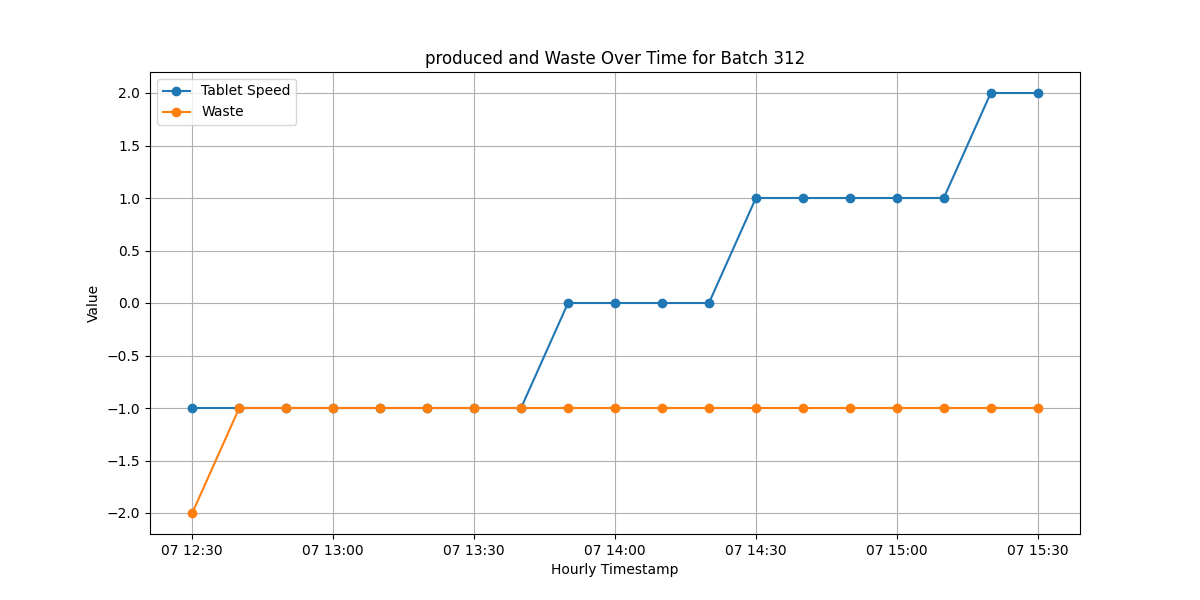 produced and Waste Over Time for Batch 312
Tablet Speed
Waste
2.0
1.5
1.0
0.5
0.0
−0.5
−1.0
−1.5
−2.0
Value
07 12:30 07 13:00 07 13:30 07 14:00 07 14:30 07 15:00 07 15:30
Hourly Timestamp